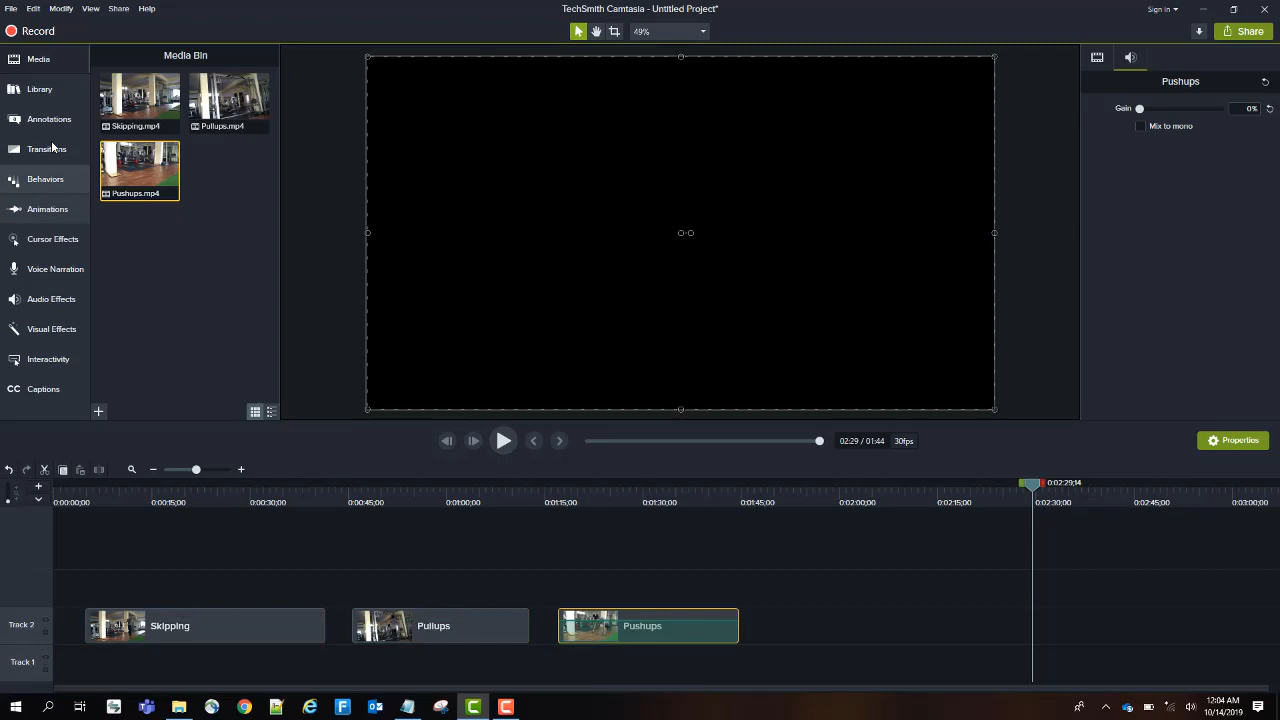 File Edit Modify View Share Help
TechSmith Camtasia - Untitled Project*
Sign in
Record
49%
Share
Media
Library
Annotations
Transitions
Behaviors
Animations
Cursor Effects
Voice Narration
Audio Effects
Visual Effects
Interactivity
CC Captions
Media Bin
Skipping.mp4
Pullups.mp4
Pushups.mp4
Pushups
Gain 0%
Mix to mono
02:29 / 01:44 30fps
Properties
0:02:29;14
0:00:00;00 0:00:15;00 0:00:30;00 0:00:45;00 0:01:00;00 0:01:15;00 0:01:30;00 0:01:45;00 0:02:00;00 0:02:15;00 0:02:30;00 0:02:45;00 0:03:00;00
Track 2
Skipping
Pullups
Pushups
Track 1
12:04 AM
10/14/2019